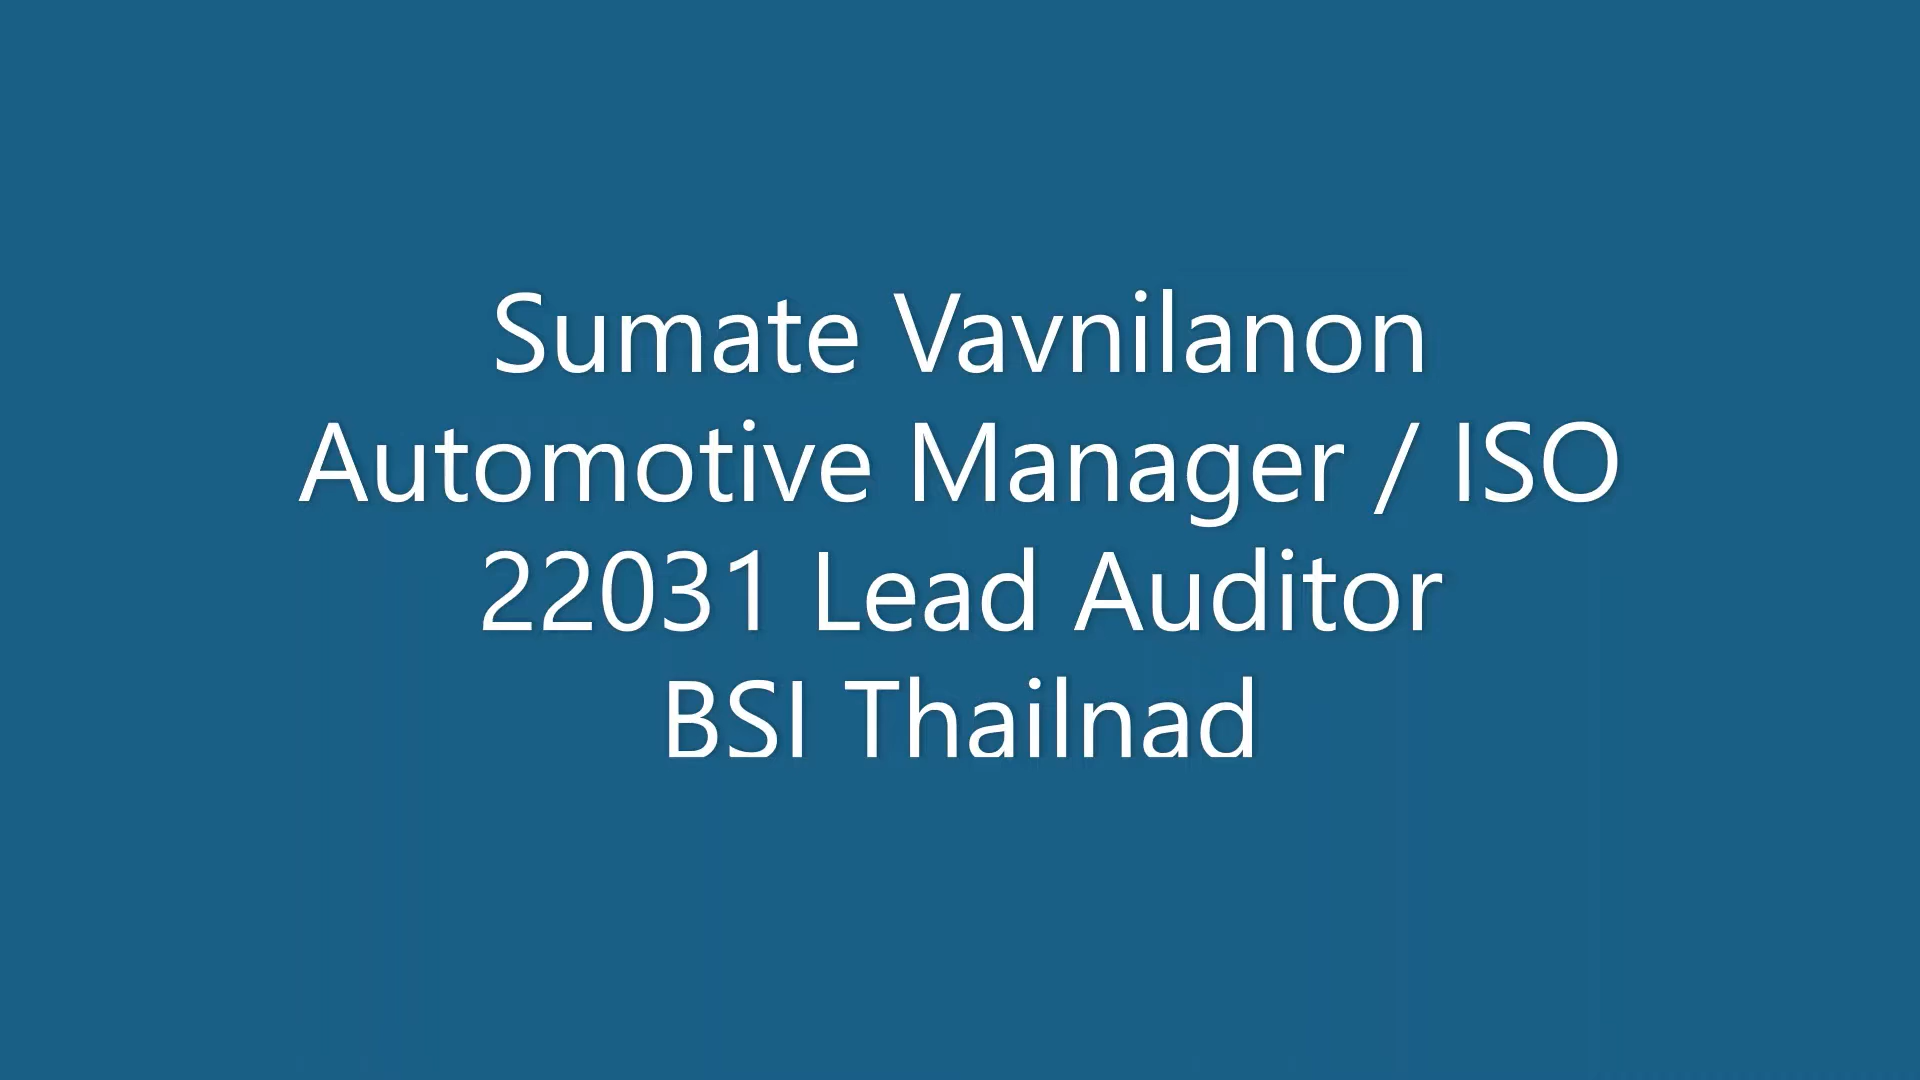 Sumate Vavnilanon
Automotive Manager / ISO
22031 Lead Auditor
BSI Thailnad